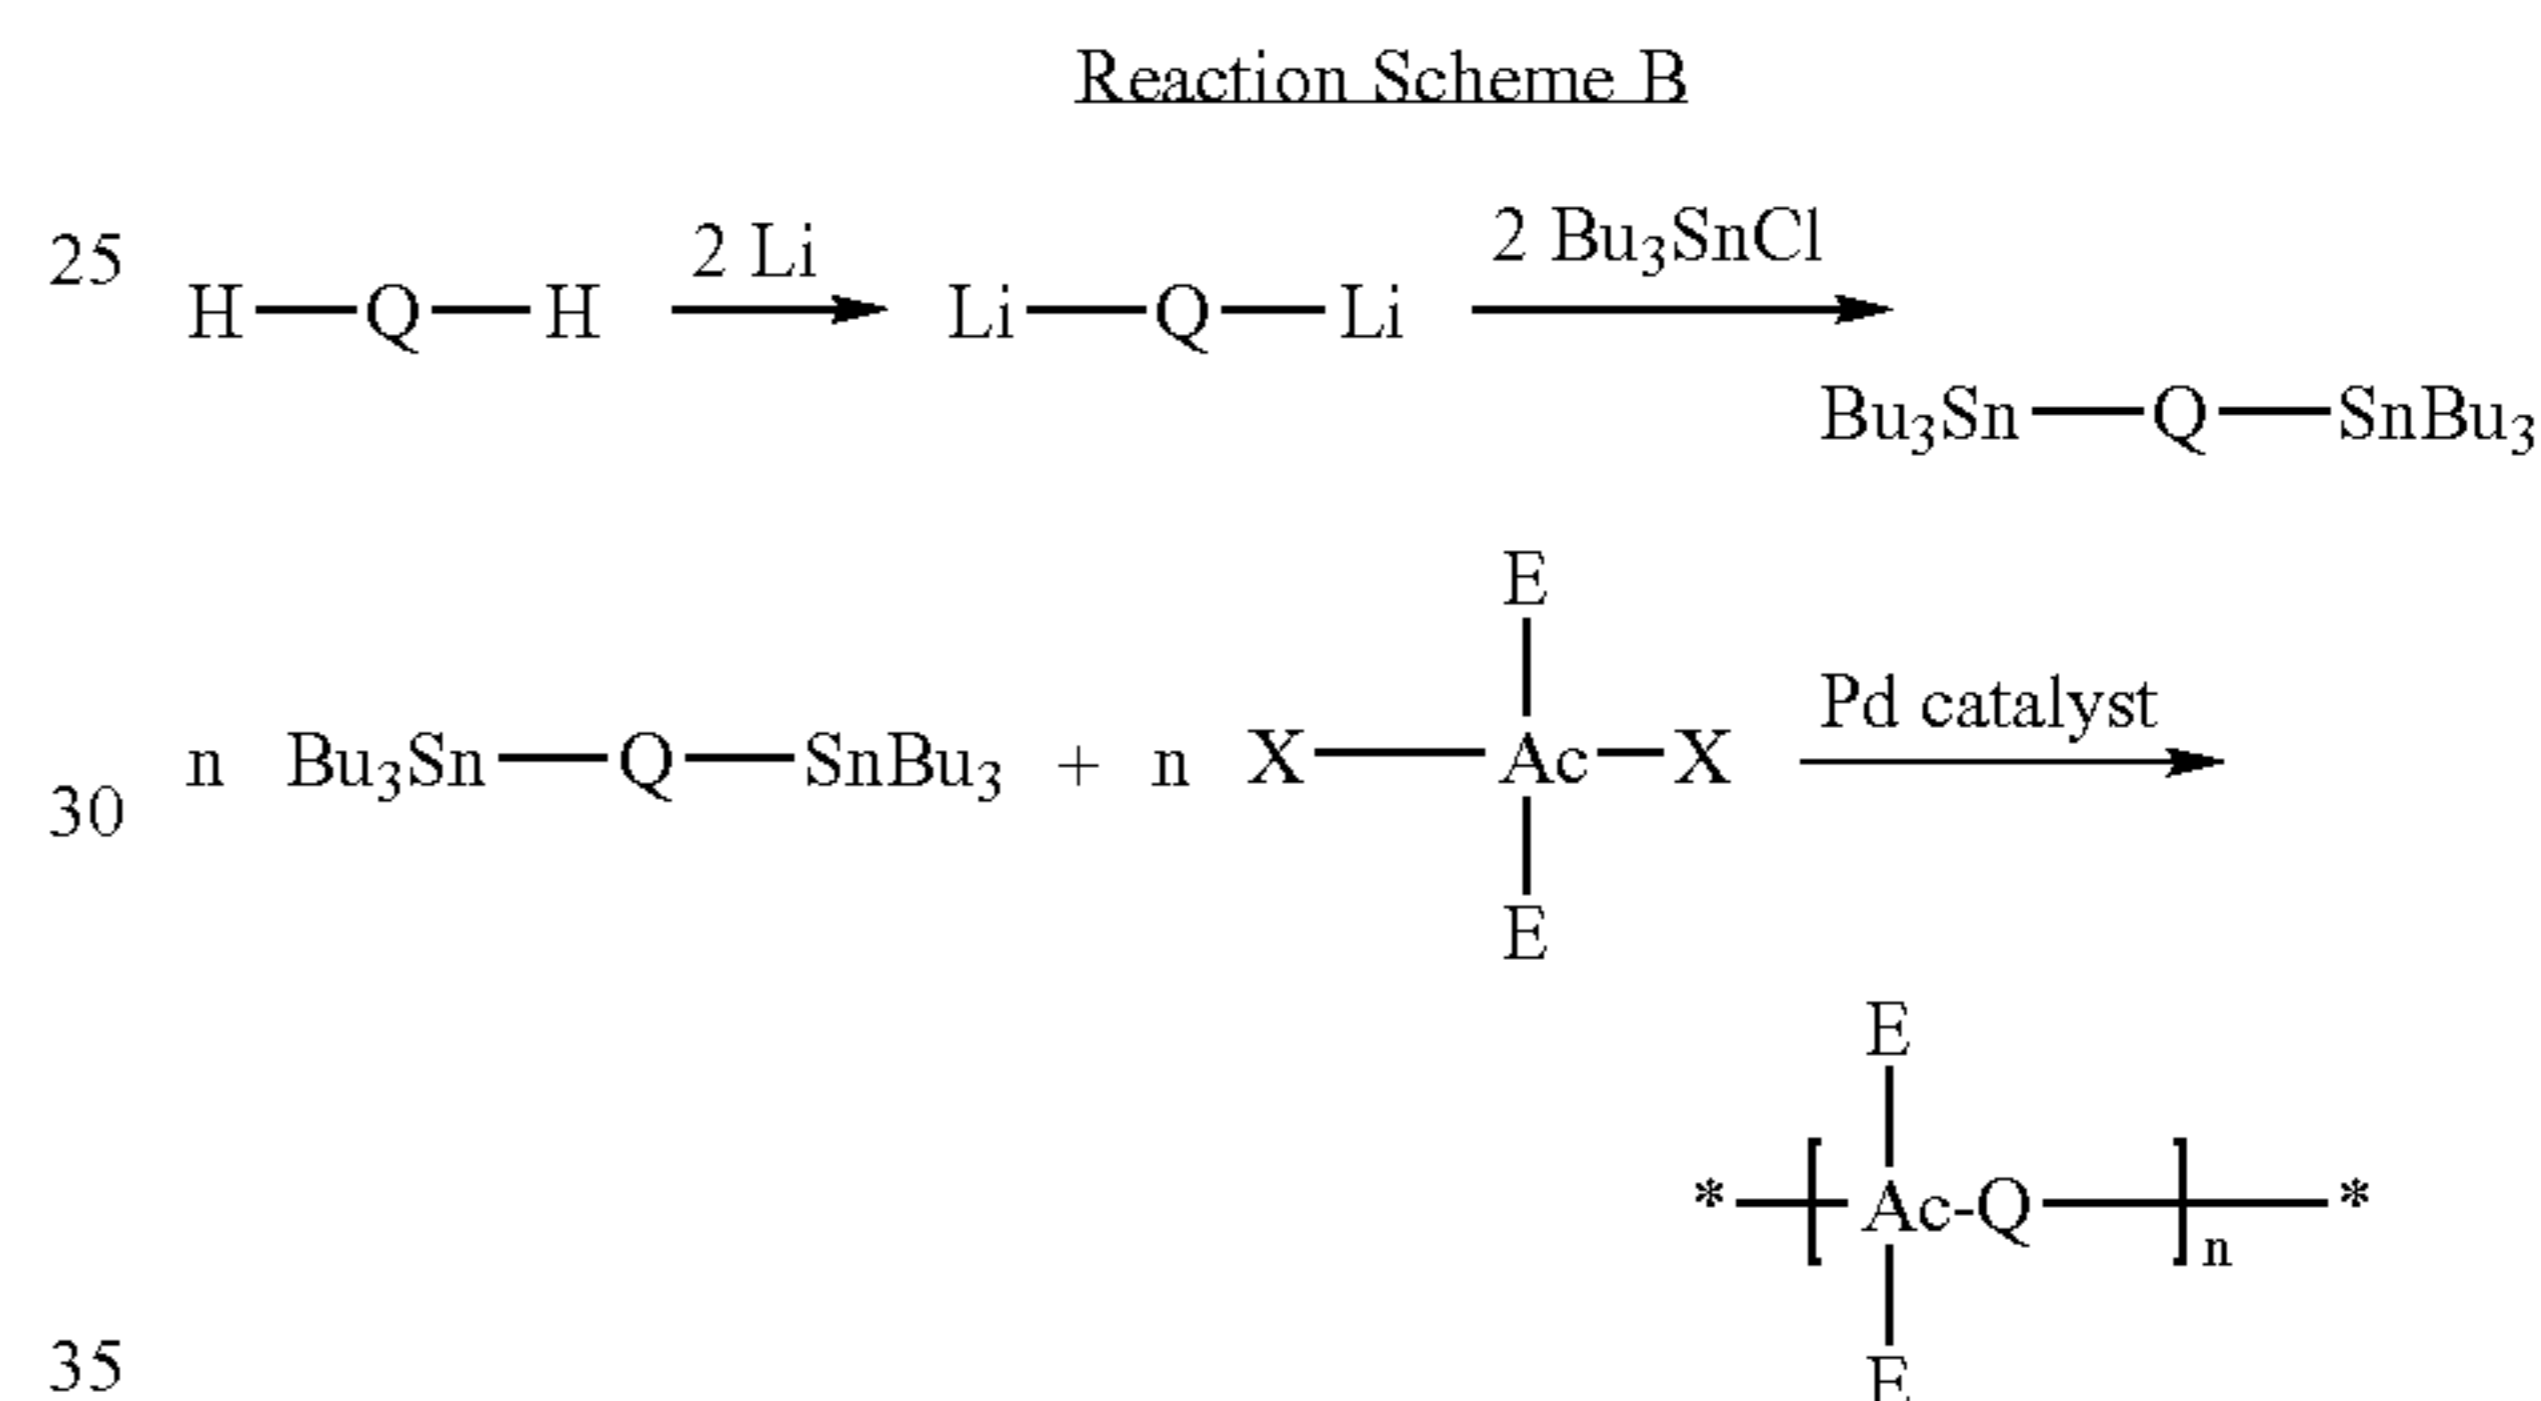 Reaction Scheme B
25
H—Q—H 2 Li Li—Q—Li 2 Bu3SnCl
Bu3Sn—Q—SnBu3
E
30 n Bu3Sn—Q—SnBu3 + n X—Ac—X Pd catalyst
E
E
*—[Ac-Q—]n—*
E
35